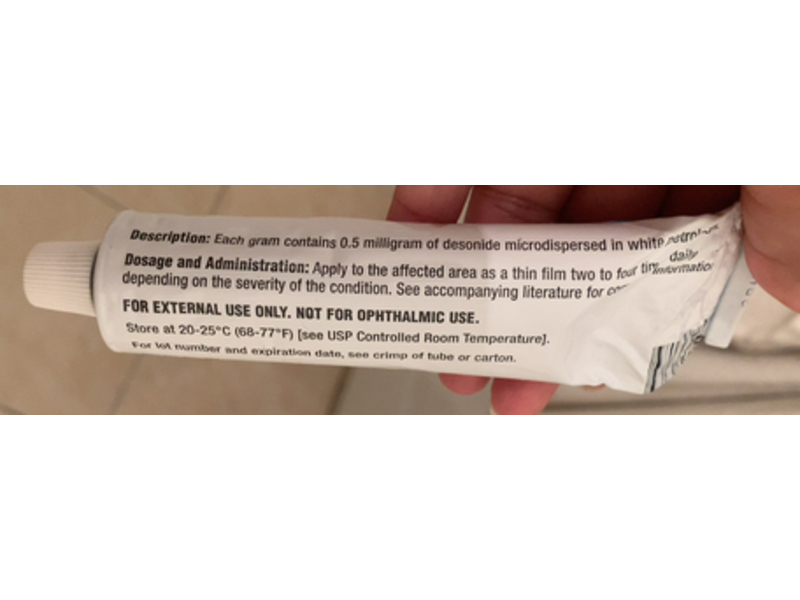 Description: Each gram contains 0.5 milligram of desonide microdispersed in white
Dosage and Administration: Apply to the affected area as a thin film two to four daily
depending on the severity of the condition. See accompanying literature for information
FOR EXTERNAL USE ONLY. NOT FOR OPHTHALMIC USE.
Store at 20-25°C (68-77°F) [see USP Controlled Room Temperature].
For lot number and expiration date, see crimp of tube or carton.